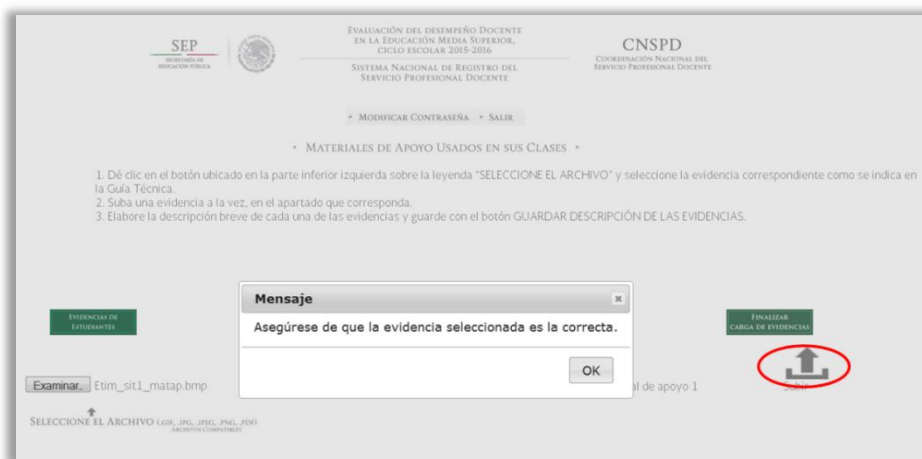 SEP
SECRETARÍA DE
EDUCACIÓN PÚBLICA
EVALUACIÓN DEL DESEMPEÑO DOCENTE
EN LA EDUCACIÓN MEDIA SUPERIOR,
CICLO ESCOLAR 2015-2016
SISTEMA NACIONAL DE REGISTRO DEL
SERVICIO PROFESIONAL DOCENTE
CNSPD
COORDINACIÓN NACIONAL DEL
SERVICIO PROFESIONAL DOCENTE
• MODIFICAR CONTRASEÑA • SALIR
• MATERIALES DE APOYO USADOS EN SUS CLASES •
1. Dé clic en el botón ubicado en la parte inferior izquierda sobre la leyenda "SELECCIONE EL ARCHIVO" y seleccione la evidencia correspondiente como se indica en
la Guía Técnica.
2. Suba una evidencia a la vez, en el apartado que corresponda.
3. Elabore la descripción breve de cada una de las evidencias y guarde con el botón GUARDAR DESCRIPCIÓN DE LAS EVIDENCIAS.
EVIDENCIAS DE
ESTUDIANTES
Mensaje
Asegúrese de que la evidencia seleccionada es la correcta.
OK
FINALIZAR
CARGA DE EVIDENCIAS
Examinar. Etim_sit1_matap.bmp
al de apoyo 1
Subir
SELECCIONE EL ARCHIVO (.GIF, .JPG, .JPEG, .PNG, .PDF)
ARCHIVOS COMPATIBLES